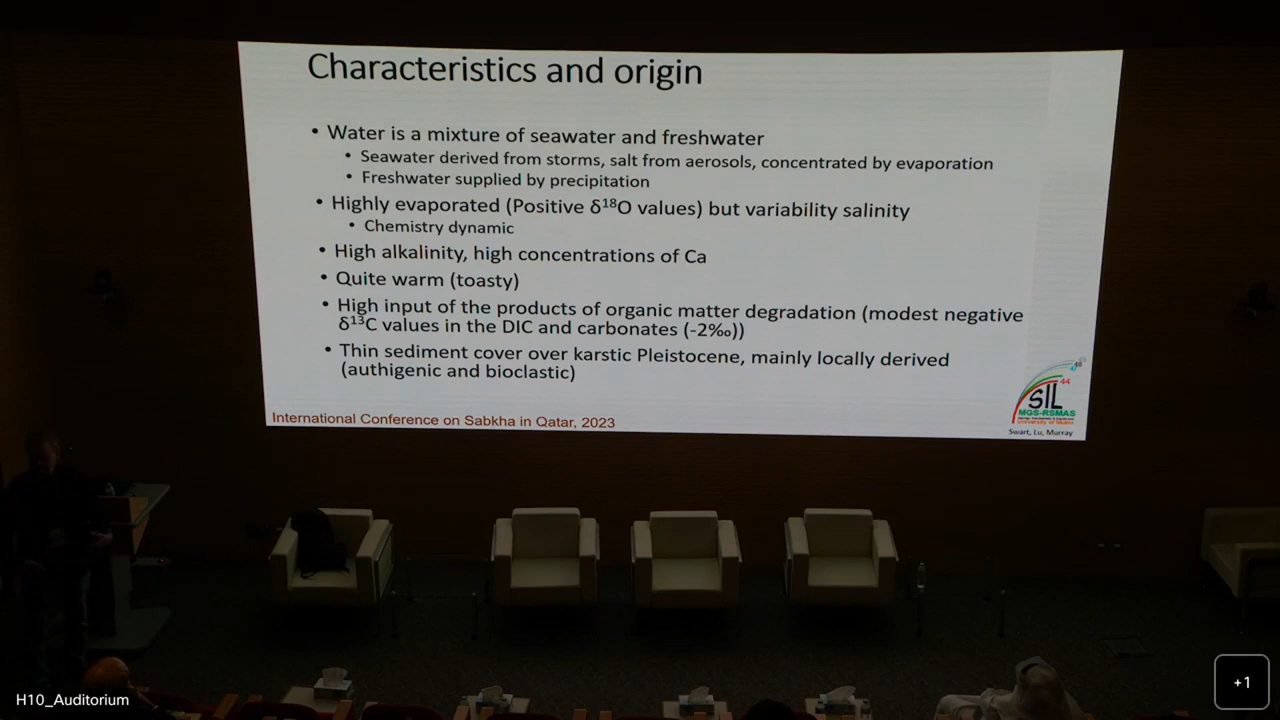 Characteristics and origin
• Water is a mixture of seawater and freshwater
• Seawater derived from storms, salt from aerosols, concentrated by evaporation
• Freshwater supplied by precipitation
• Highly evaporated (Positive δ¹⁸O values) but variability salinity
• Chemistry dynamic
• High alkalinity, high concentrations of Ca
• Quite warm (toasty)
• High input of the products of organic matter degradation (modest negative
δ¹³C values in the DIC and carbonates (-2‰))
• Thin sediment cover over karstic Pleistocene, mainly locally derived
(authigenic and bioclastic)
44
SIL
MGS-RSMAS
University of Miami
Swart, Lu, Murray
International Conference on Sabkha in Qatar, 2023
H10_Auditorium
+1